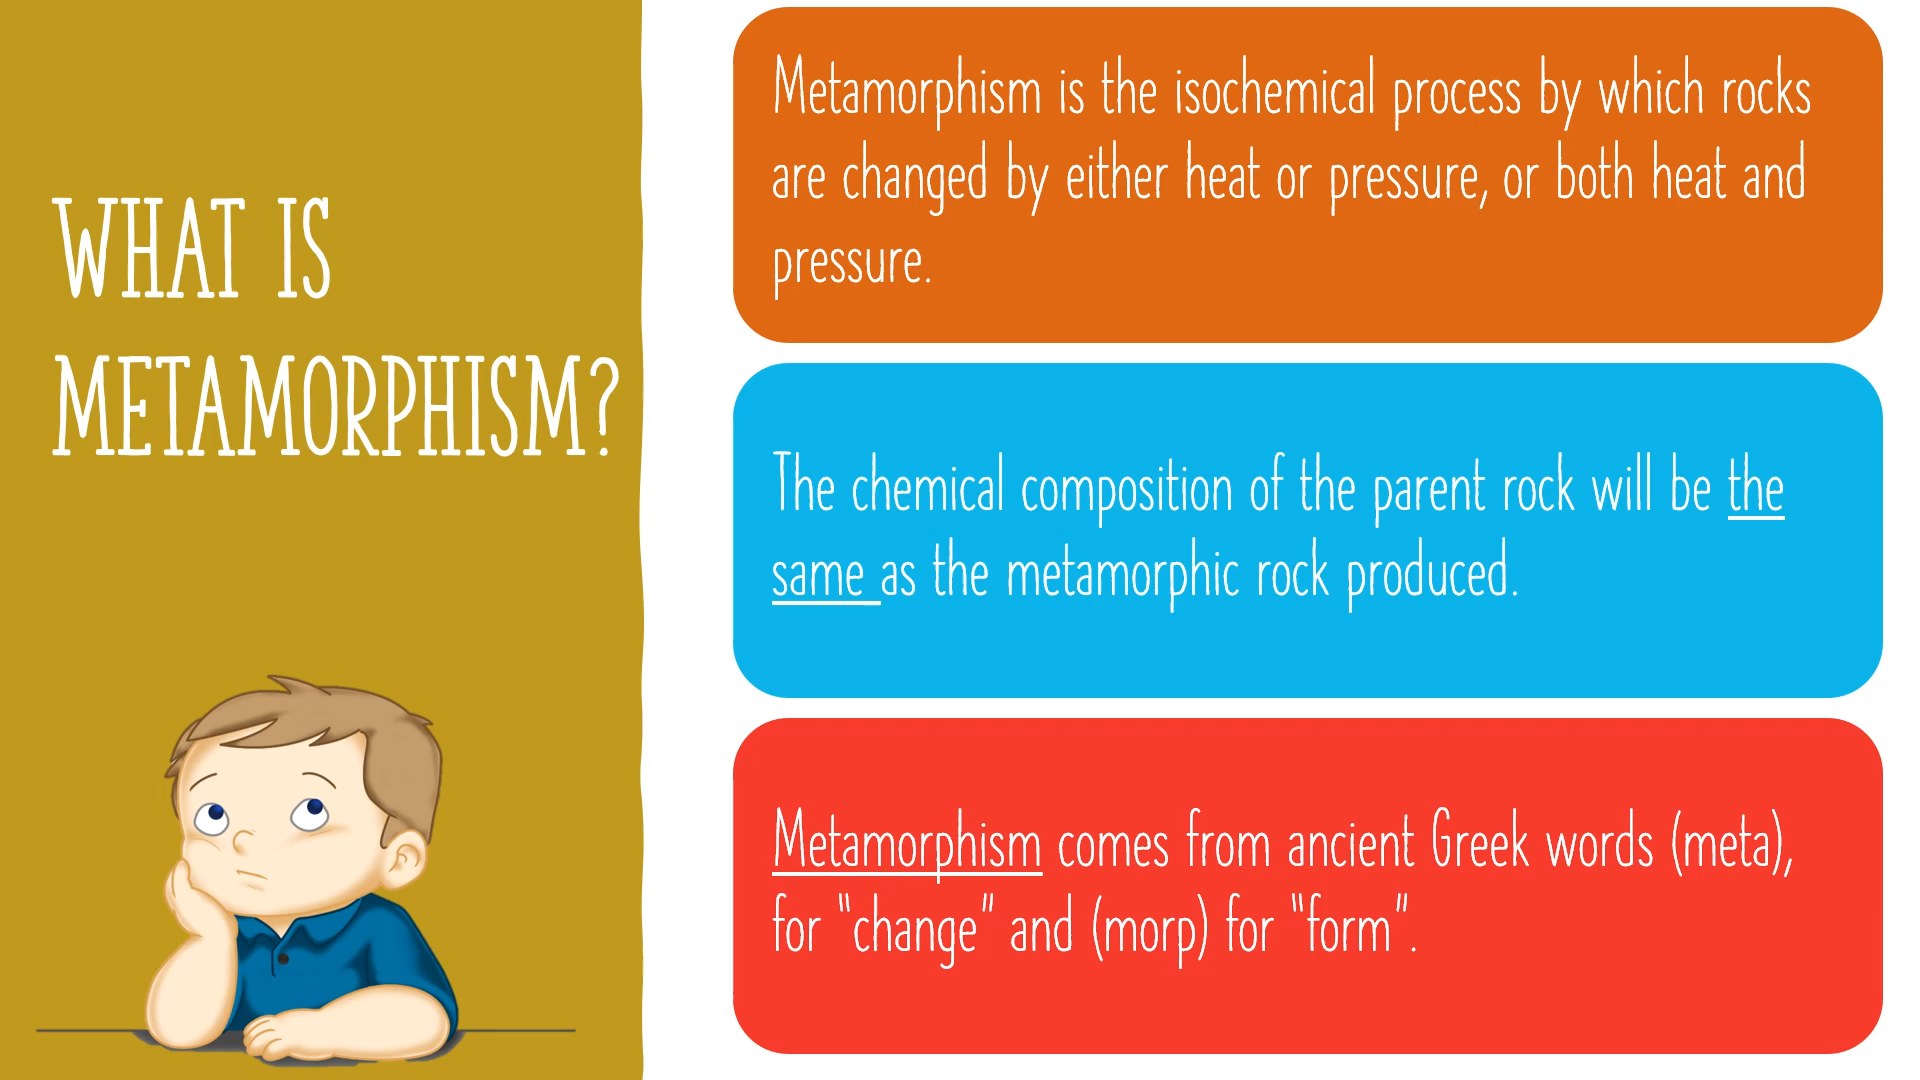 WHAT IS
METAMORPHISM?
Metamorphism is the isochemical process by which rocks
are changed by either heat or pressure, or both heat and
pressure.
The chemical composition of the parent rock will be the
same as the metamorphic rock produced.
Metamorphism comes from ancient Greek words (meta),
for "change" and (morp) for "form".